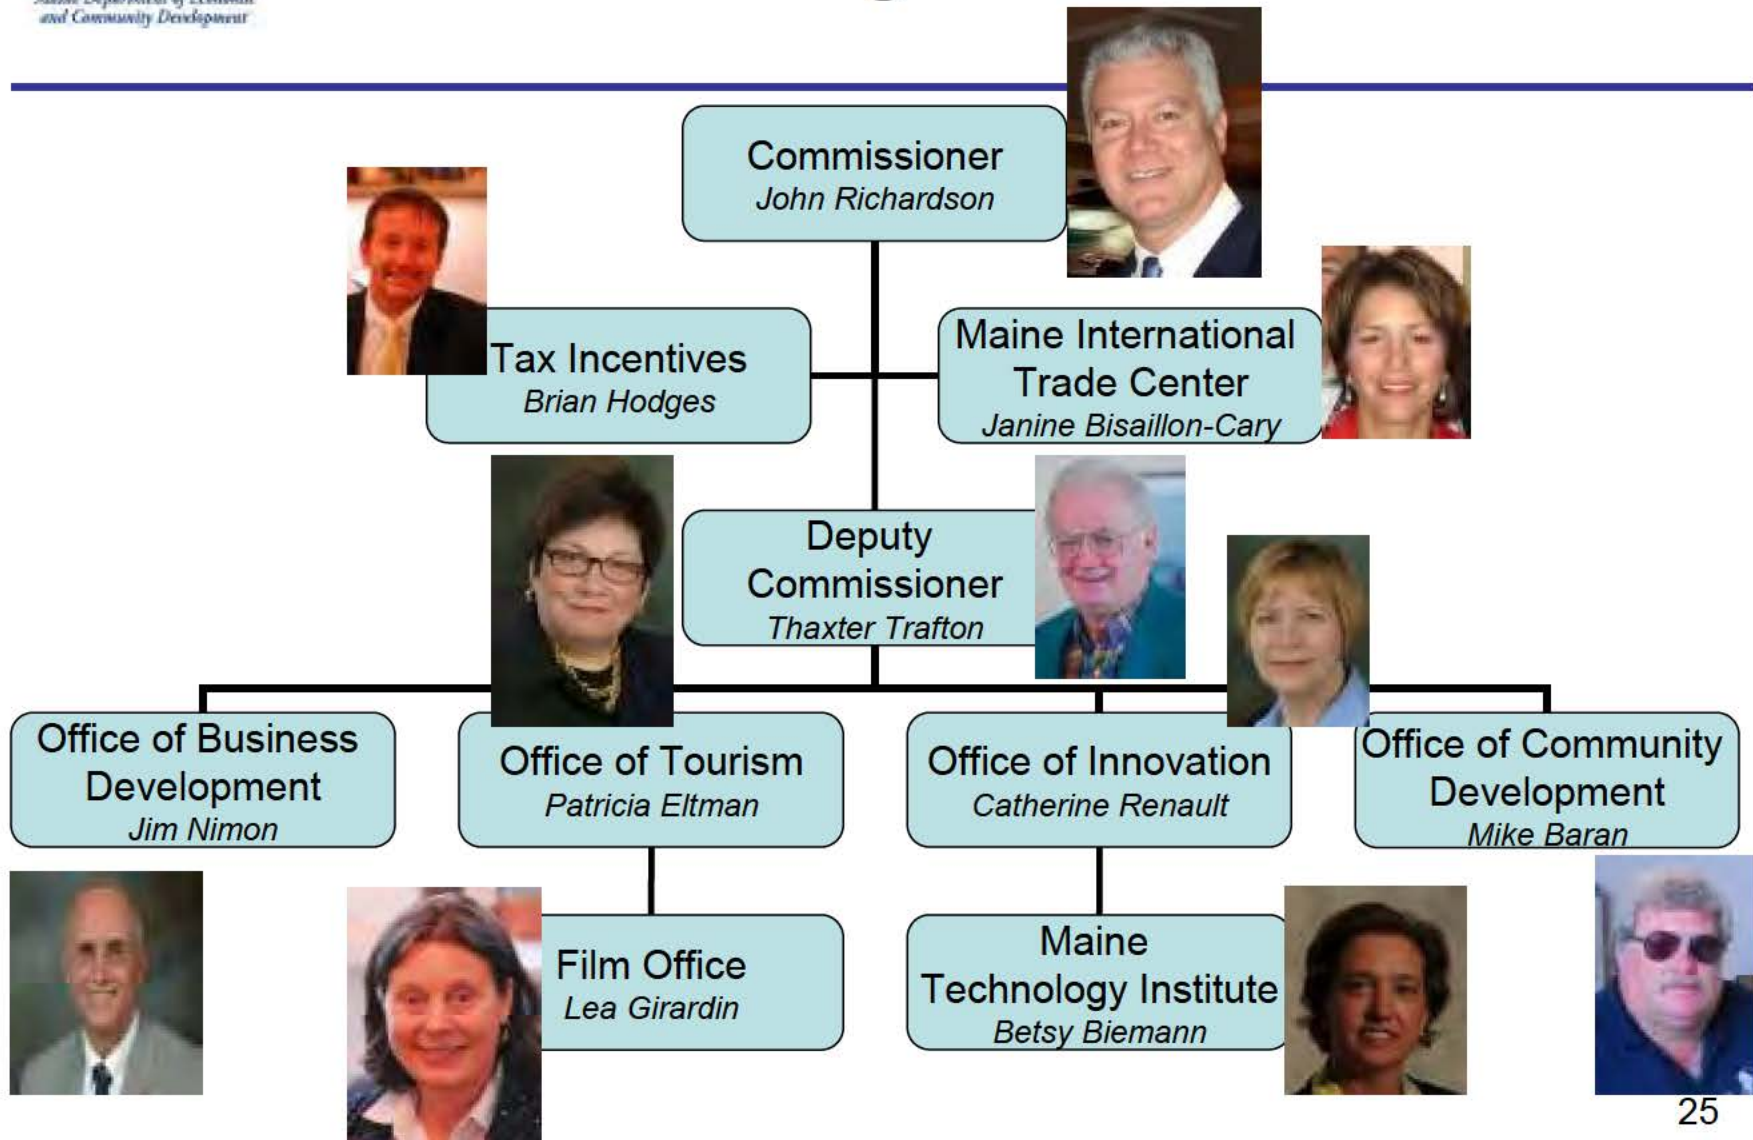 and Community Development
Commissioner
John Richardson
Tax Incentives
Brian Hodges
Maine International
Trade Center
Janine Bisaillon-Cary
Deputy
Commissioner
Thaxter Trafton
Office of Business
Development
Jim Nimon
Office of Tourism
Patricia Eltman
Office of Innovation
Catherine Renault
Office of Community
Development
Mike Baran
Film Office
Lea Girardin
Maine
Technology Institute
Betsy Biemann
25